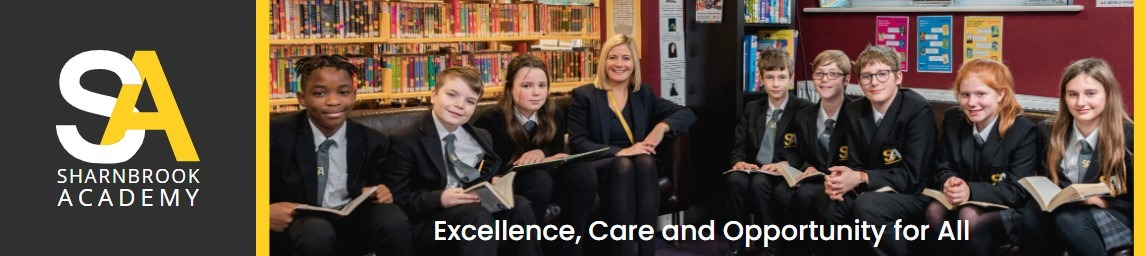 SA
SHARNBROOK
ACADEMY
Excellence, Care and Opportunity for All